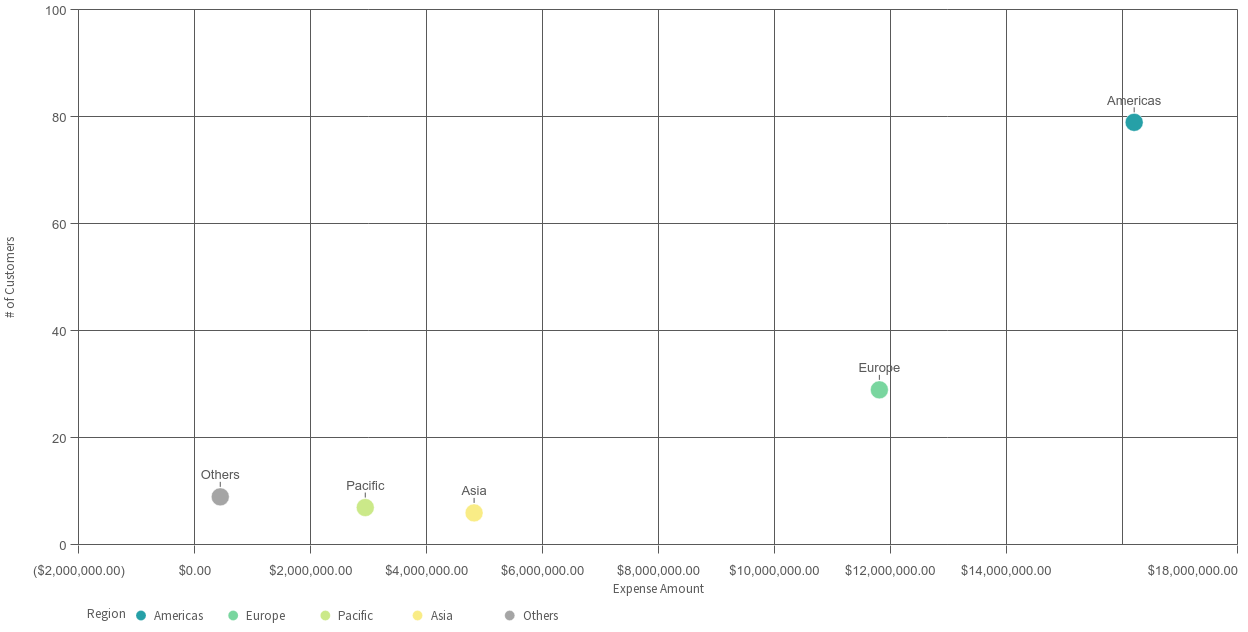 100
Americas
80
60
# of Customers
40
Europe
20
Others
Pacific
Asia
0
($2,000,000.00) $0.00 $2,000,000.00 $4,000,000.00 $6,000,000.00 $8,000,000.00 $10,000,000.00 $12,000,000.00 $14,000,000.00 $18,000,000.00
Expense Amount
Region Americas Europe Pacific Asia Others